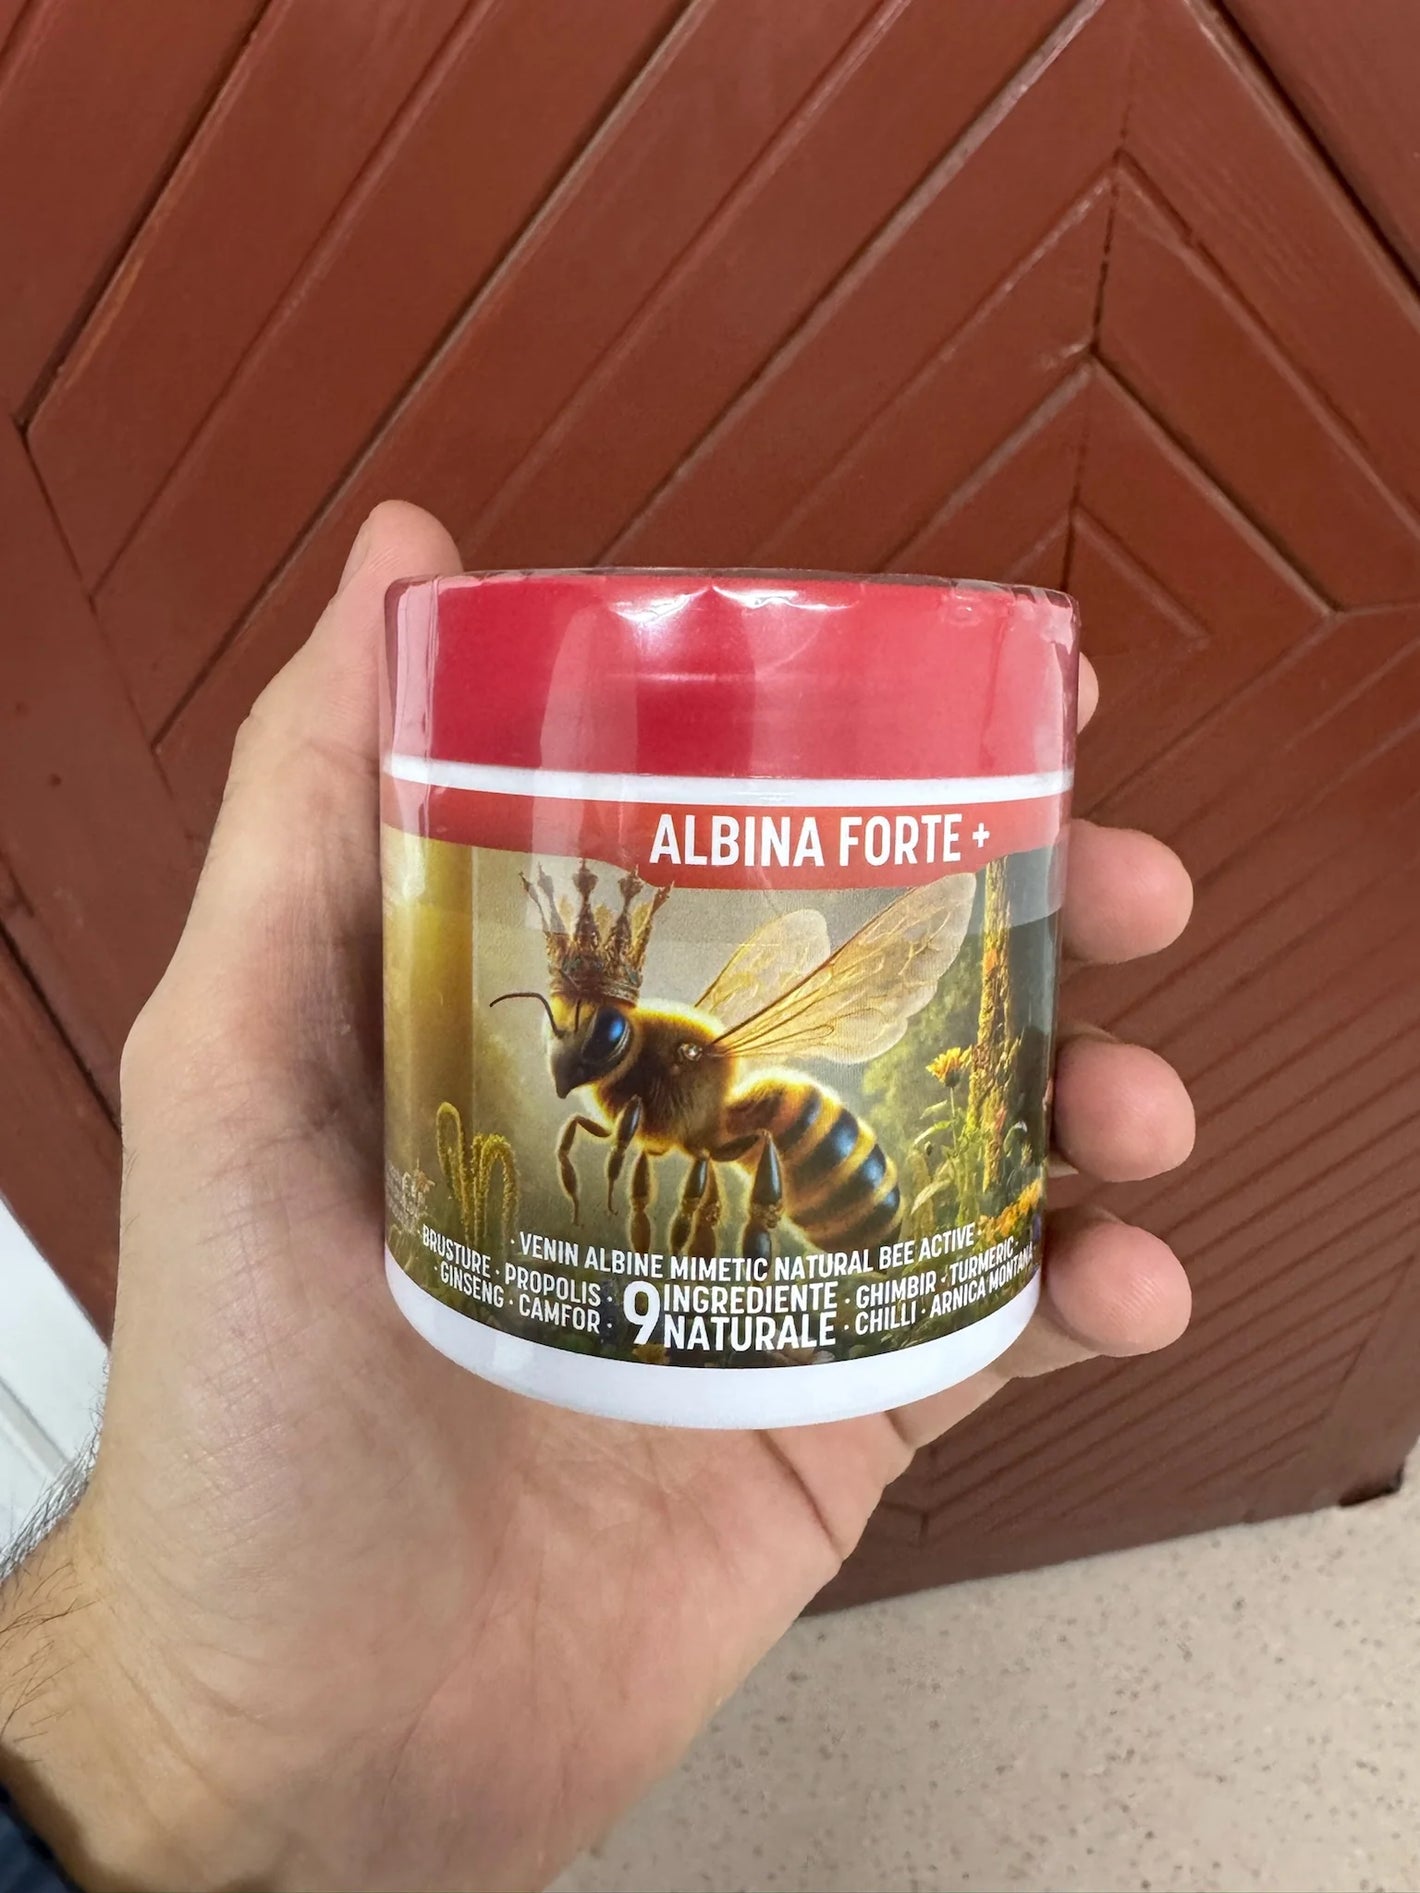 ALBINA FORTE +
· VENIN ALBINE MIMETIC NATURAL BEE ACTIVE ·
BRUSTURE · PROPOLIS ·
· GINSENG · CAMFOR ·
9 INGREDIENTE
NATURALE
· GHIMBIR · TURMERIC ·
· CHILLI · ARNICA MONTANA